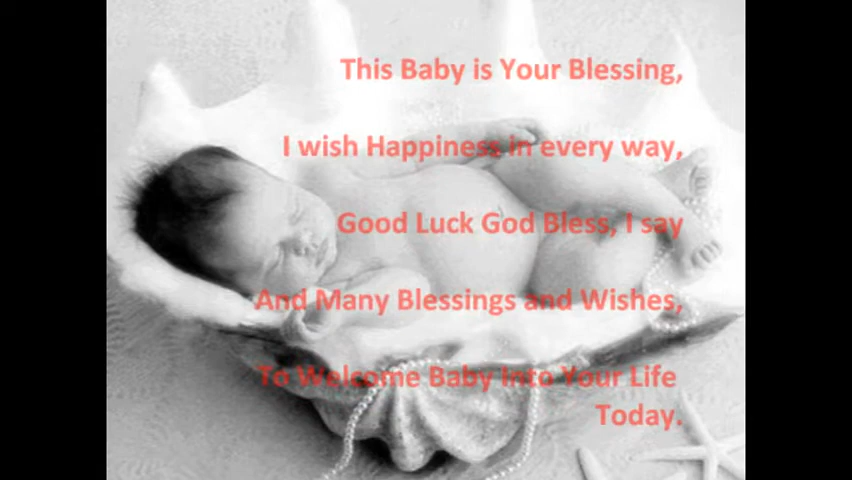 This Baby is Your Blessing,
I wish Happiness in every way,
Good Luck God Bless, I say
And Many Blessings and Wishes,
To Welcome Baby Into Your Life
Today.